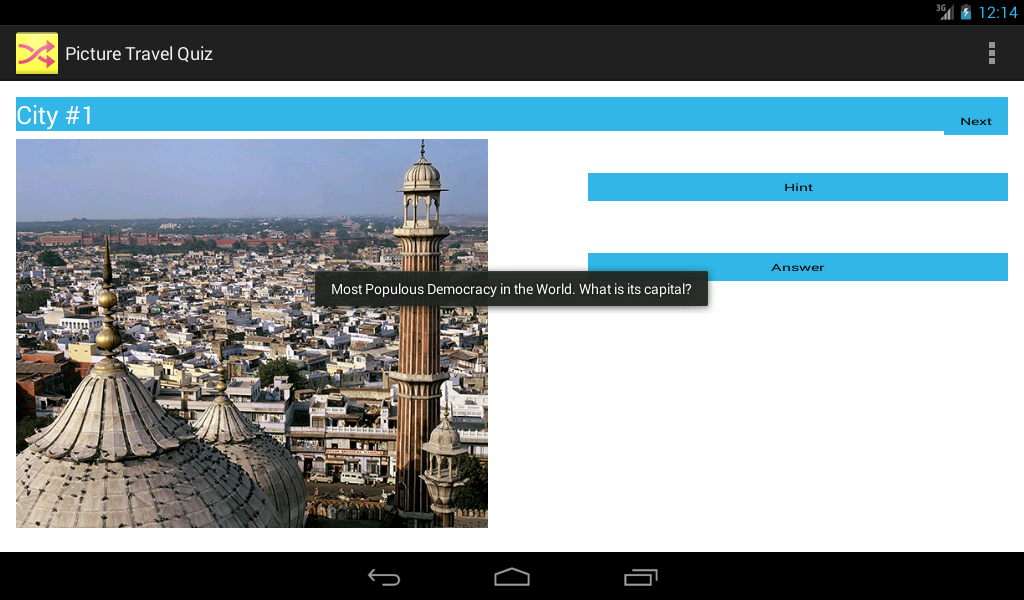 3G
12:14
Picture Travel Quiz
City #1
Next
Hint
Answer
Most Populous Democracy in the World. What is its capital?